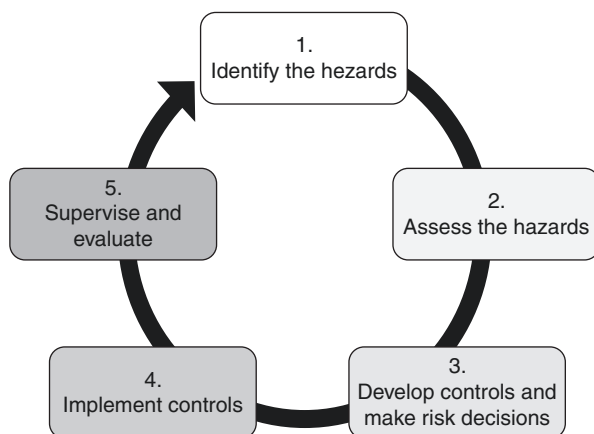 1.
Identify the hezards
2.
Assess the hazards
3.
Develop controls and
make risk decisions
4.
Implement controls
5.
Supervise and
evaluate